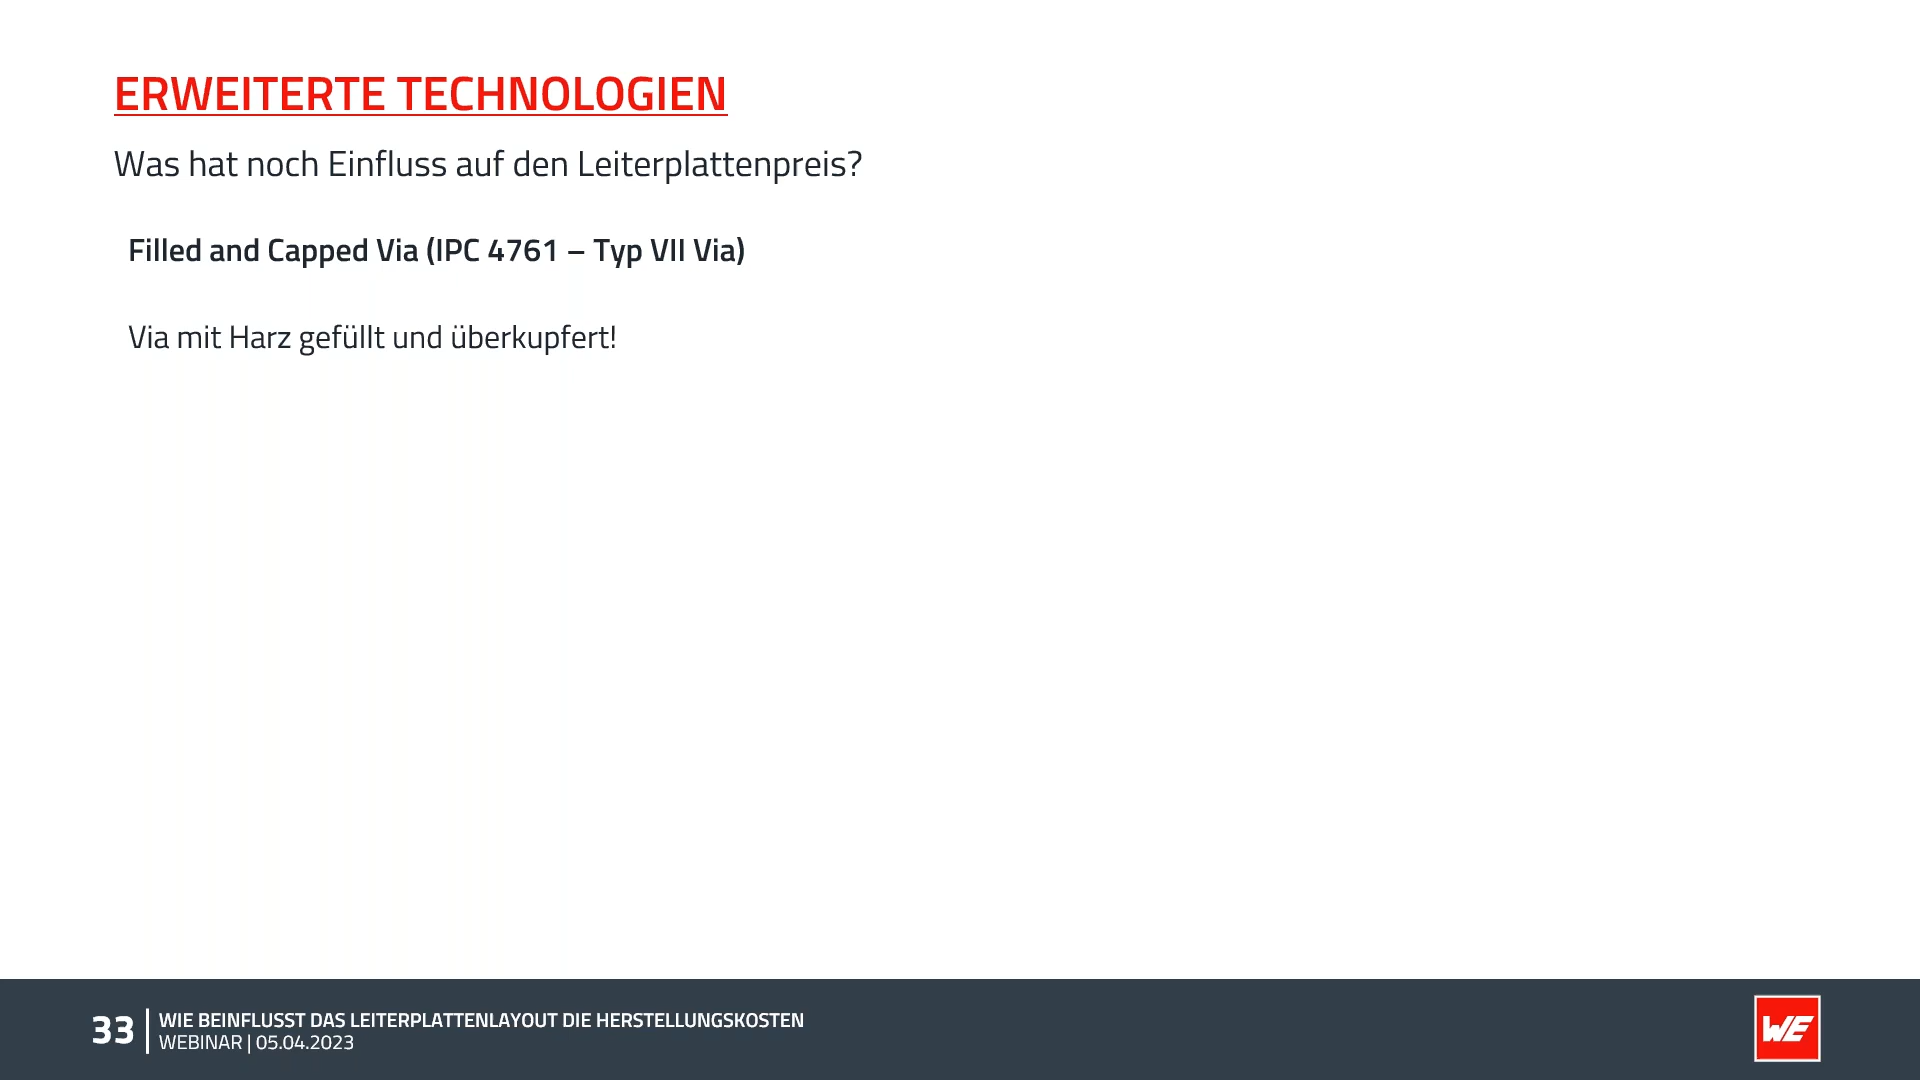 ERWEITERTE TECHNOLOGIEN
Was hat noch Einfluss auf den Leiterplattenpreis?
Filled and Capped Via (IPC 4761 – Typ VII Via)
Via mit Harz gefüllt und überkupfert!
33
WIE BEINFLUSST DAS LEITERPLATTENLAYOUT DIE HERSTELLUNGSKOSTEN
WEBINAR | 05.04.2023
WE